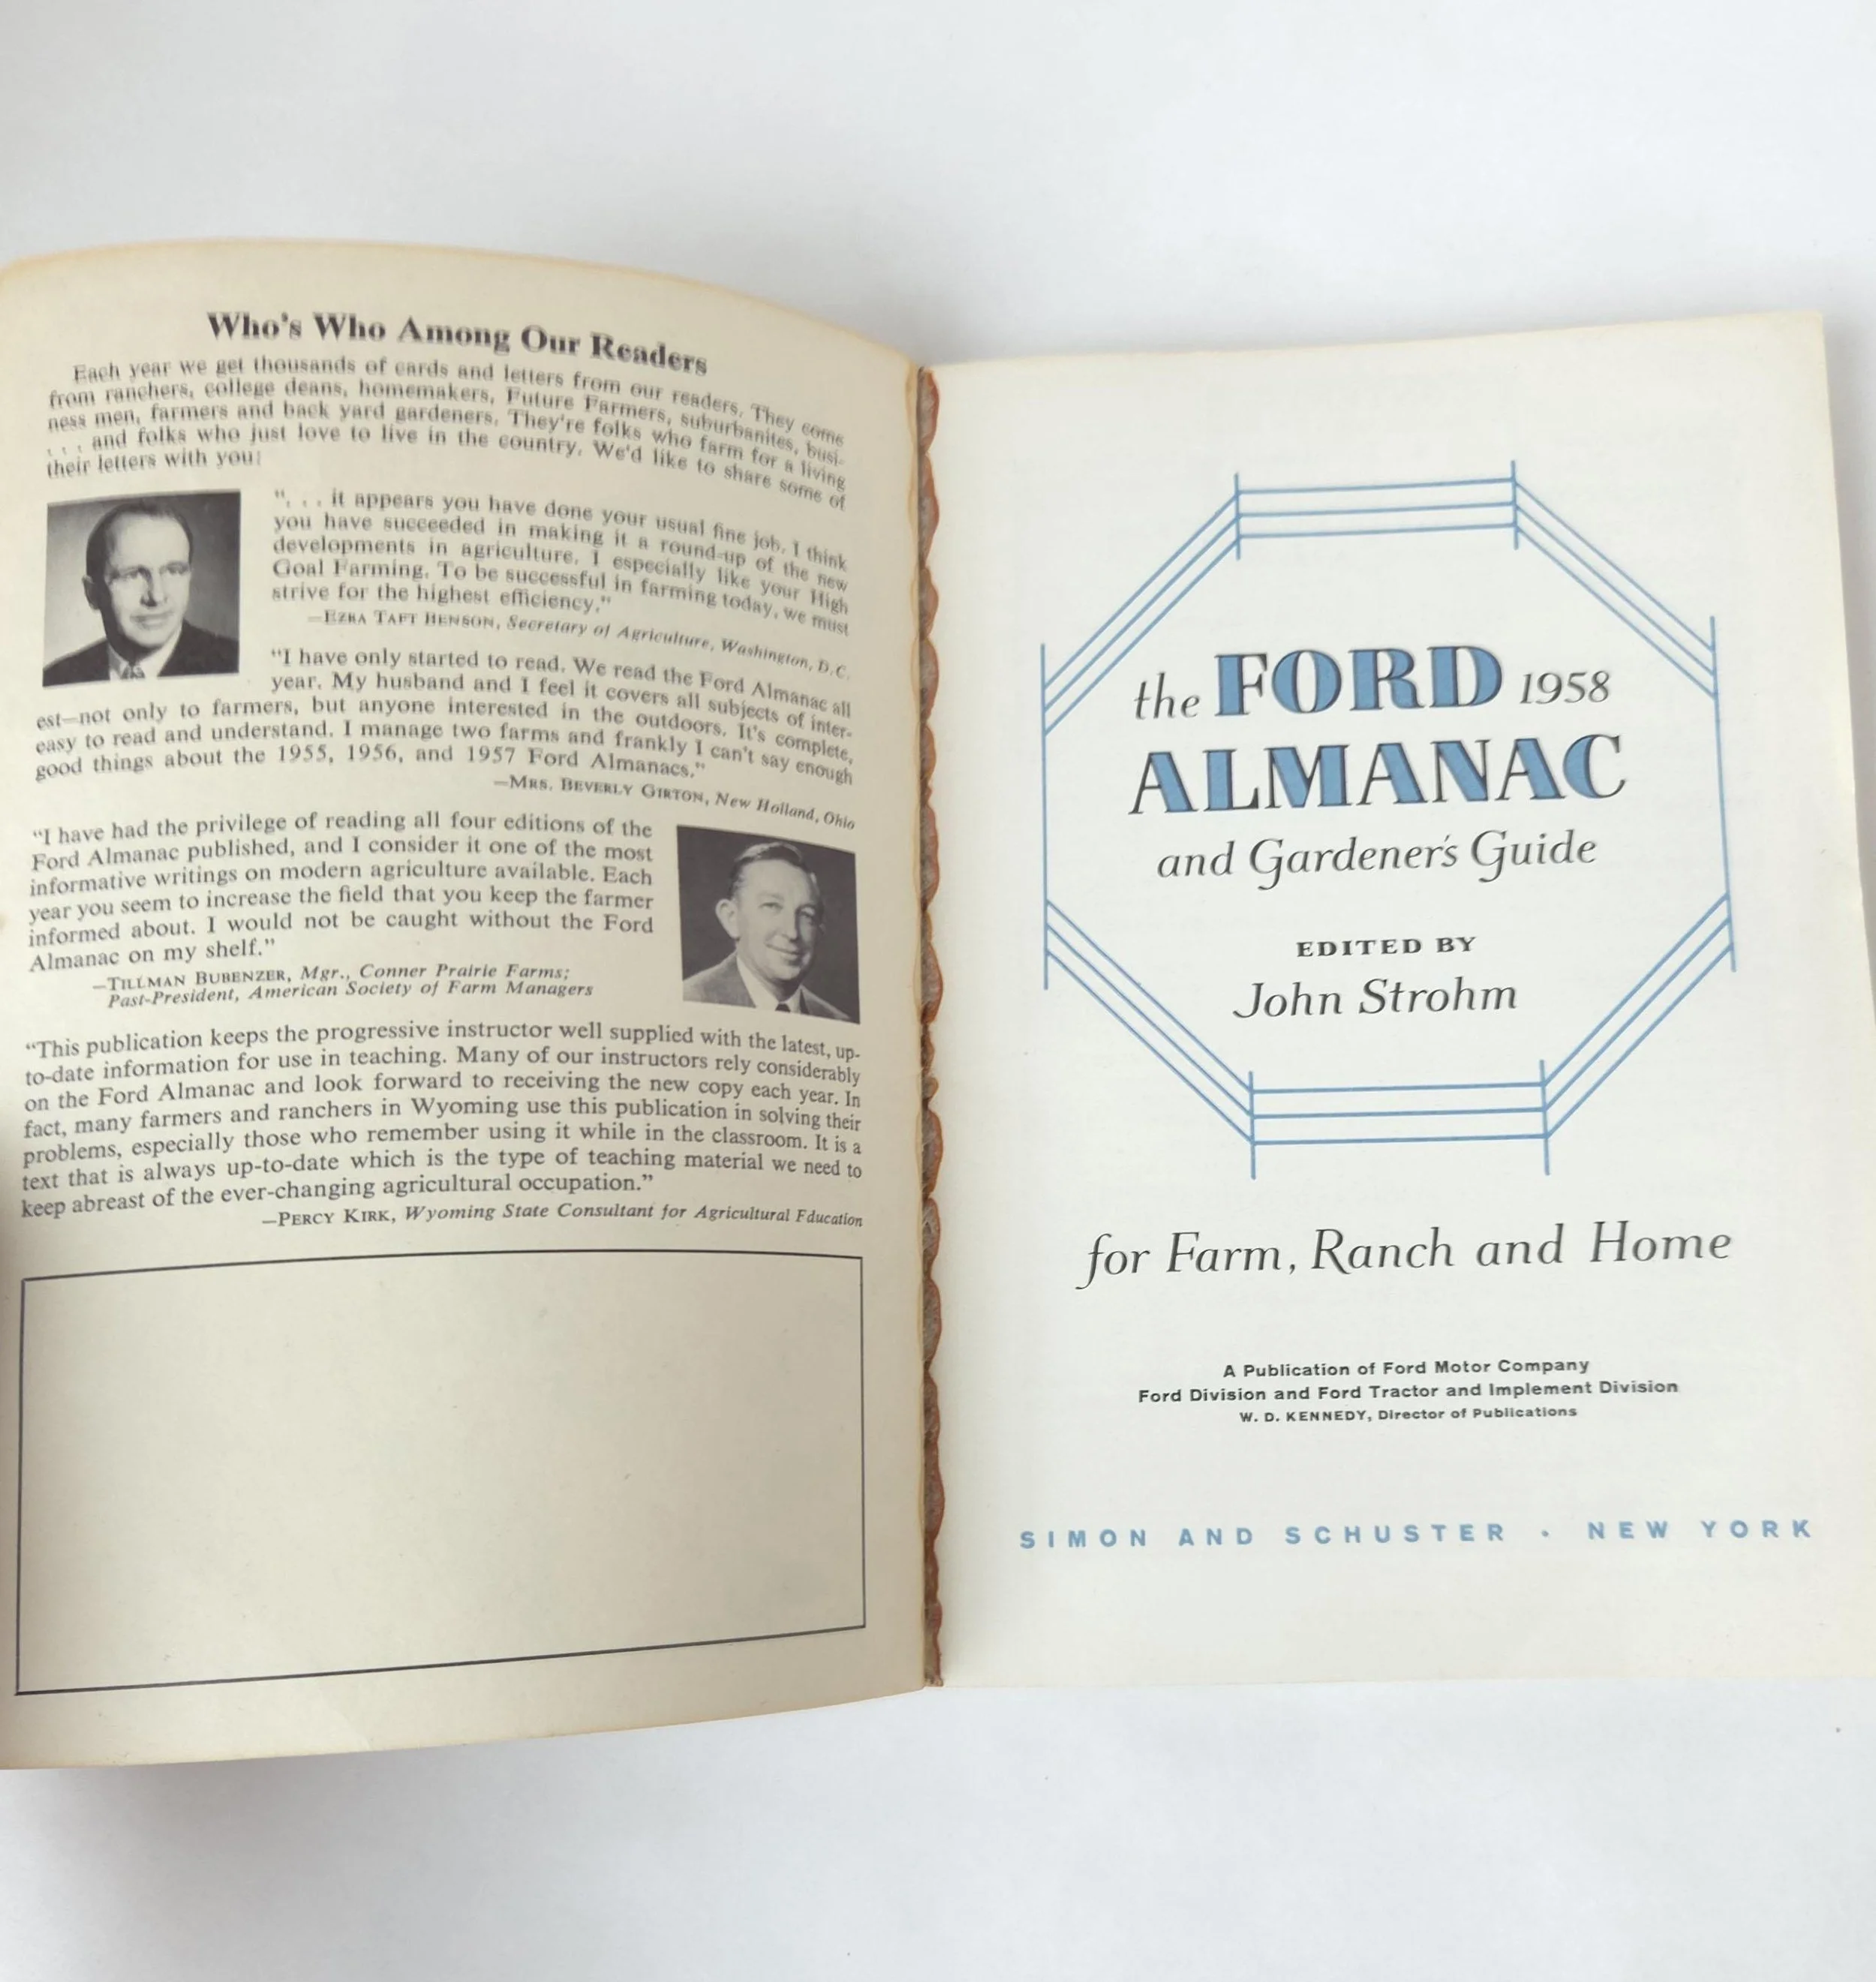 Who's Who Among Our Readers
Each year we get thousands of cards and letters from our readers. They come
from ranchers, college deans, homemakers, Future Farmers, suburbanites, busi-
ness men, farmers and back yard gardeners. They're folks who farm for a living
. . . and folks who just love to live in the country. We'd like to share some of
their letters with you:
". . . it appears you have done your usual fine job. I think
you have succeeded in making it a round-up of the new
developments in agriculture. I especially like your High
Goal Farming. To be successful in farming today, we must
strive for the highest efficiency."
—EZRA TAFT BENSON, Secretary of Agriculture, Washington, D.C.
"I have only started to read. We read the Ford Almanac all
year. My husband and I feel it covers all subjects of inter-
est—not only to farmers, but anyone interested in the outdoors. It's complete,
easy to read and understand. I manage two farms and frankly I can't say enough
good things about the 1955, 1956, and 1957 Ford Almanacs."
—MRS. BEVERLY GIRTON, New Holland, Ohio
"I have had the privilege of reading all four editions of the
Ford Almanac published, and I consider it one of the most
informative writings on modern agriculture available. Each
year you seem to increase the field that you keep the farmer
informed about. I would not be caught without the Ford
Almanac on my shelf."
—TILLMAN BUBENZER, Mgr., Conner Prairie Farms;
Past-President, American Society of Farm Managers
"This publication keeps the progressive instructor well supplied with the latest, up-
to-date information for use in teaching. Many of our instructors rely considerably
on the Ford Almanac and look forward to receiving the new copy each year. In
fact, many farmers and ranchers in Wyoming use this publication in solving their
problems, especially those who remember using it while in the classroom. It is a
text that is always up-to-date which is the type of teaching material we need to
keep abreast of the ever-changing agricultural occupation."
—PERCY KIRK, Wyoming State Consultant for Agricultural Education
the FORD 1958
ALMANAC
and Gardener's Guide
EDITED BY
John Strohm
for Farm, Ranch and Home
A Publication of Ford Motor Company
Ford Division and Ford Tractor and Implement Division
W. D. KENNEDY, Director of Publications
SIMON AND SCHUSTER · NEW YORK